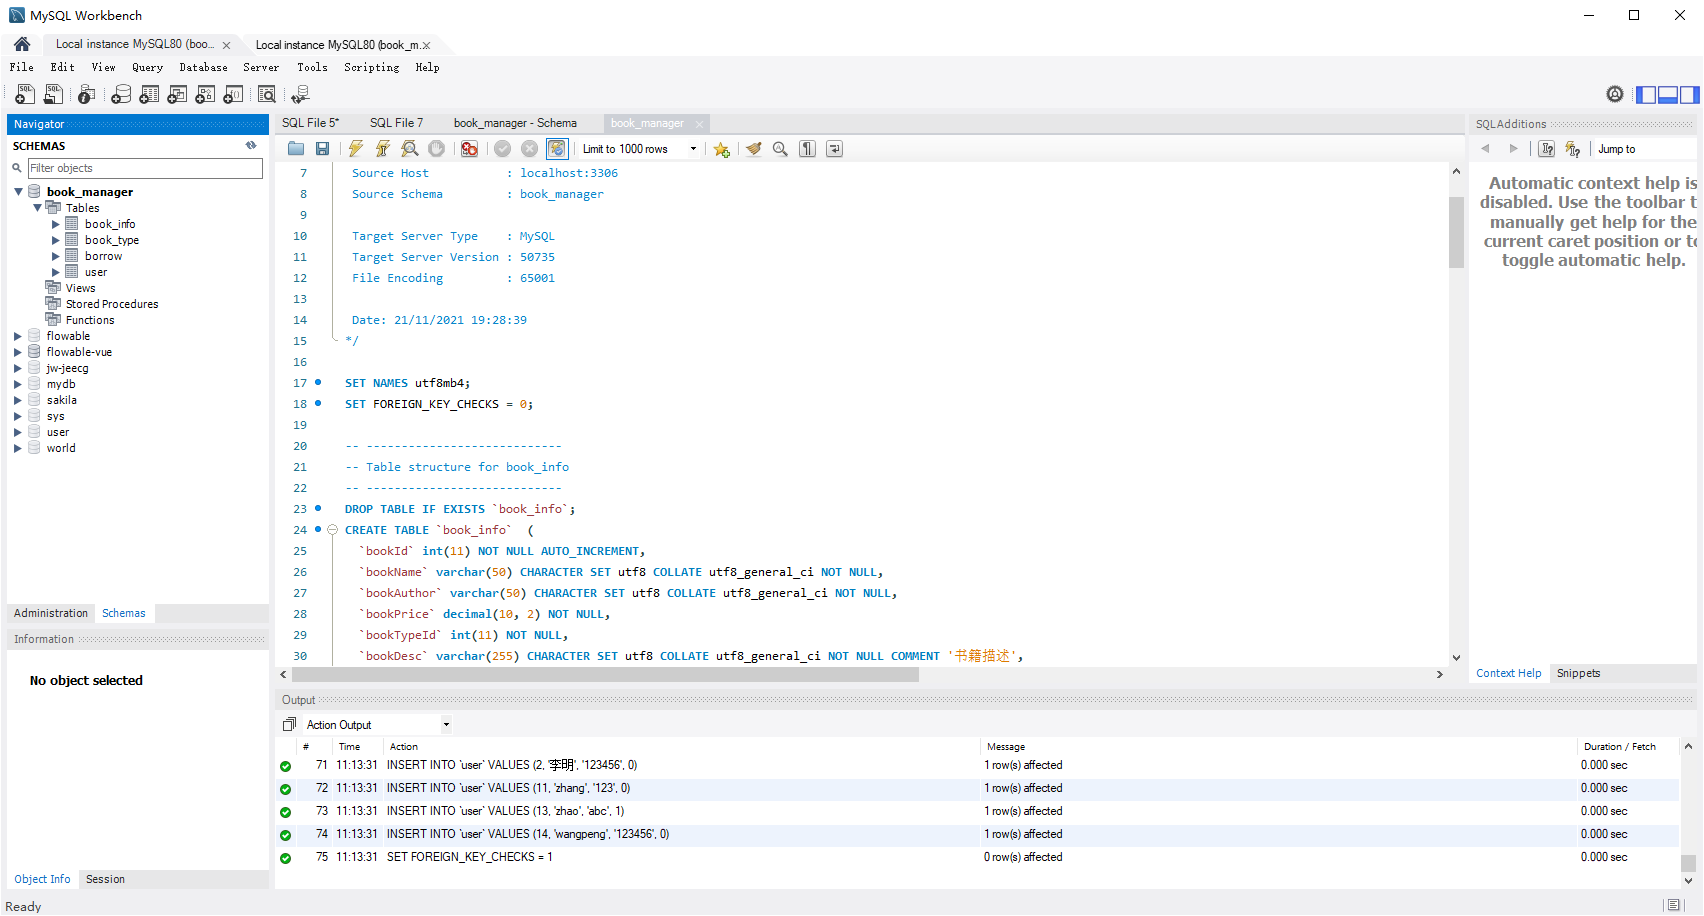 MySQL Workbench
Local instance MySQL80 (boo...
Local instance MySQL80 (book_m...
File Edit View Query Database Server Tools Scripting Help
Navigator
SCHEMAS
Filter objects
book_manager
Tables
book_info
book_type
borrow
user
Views
Stored Procedures
Functions
flowable
flowable-vue
jw-jeecg
mydb
sakila
sys
user
world
Administration Schemas
Information
No object selected
Object Info Session
SQL File 5* SQL File 7 book_manager - Schema book_manager
Limit to 1000 rows
7 Source Host : localhost:3306
8 Source Schema : book_manager
9
10 Target Server Type : MySQL
11 Target Server Version : 50735
12 File Encoding : 65001
13
14 Date: 21/11/2021 19:28:39
15 */
16
17 SET NAMES utf8mb4;
18 SET FOREIGN_KEY_CHECKS = 0;
19
20 -- ----------------------------
21 -- Table structure for book_info
22 -- ----------------------------
23 DROP TABLE IF EXISTS `book_info`;
24 CREATE TABLE `book_info` (
25 `bookId` int(11) NOT NULL AUTO_INCREMENT,
26 `bookName` varchar(50) CHARACTER SET utf8 COLLATE utf8_general_ci NOT NULL,
27 `bookAuthor` varchar(50) CHARACTER SET utf8 COLLATE utf8_general_ci NOT NULL,
28 `bookPrice` decimal(10, 2) NOT NULL,
29 `bookTypeId` int(11) NOT NULL,
30 `bookDesc` varchar(255) CHARACTER SET utf8 COLLATE utf8_general_ci NOT NULL COMMENT '书籍描述',
SQLAdditions
Jump to
Automatic context help is
disabled. Use the toolbar t
manually get help for the
current caret position or to
toggle automatic help.
Context Help Snippets
Output
Action Output
# Time Action Message Duration / Fetch
71 11:13:31 INSERT INTO `user` VALUES (2, '李明', '123456', 0) 1 row(s) affected 0.000 sec
72 11:13:31 INSERT INTO `user` VALUES (11, 'zhang', '123', 0) 1 row(s) affected 0.000 sec
73 11:13:31 INSERT INTO `user` VALUES (13, 'zhao', 'abc', 1) 1 row(s) affected 0.000 sec
74 11:13:31 INSERT INTO `user` VALUES (14, 'wangpeng', '123456', 0) 1 row(s) affected 0.000 sec
75 11:13:31 SET FOREIGN_KEY_CHECKS = 1 0 row(s) affected 0.000 sec
Ready